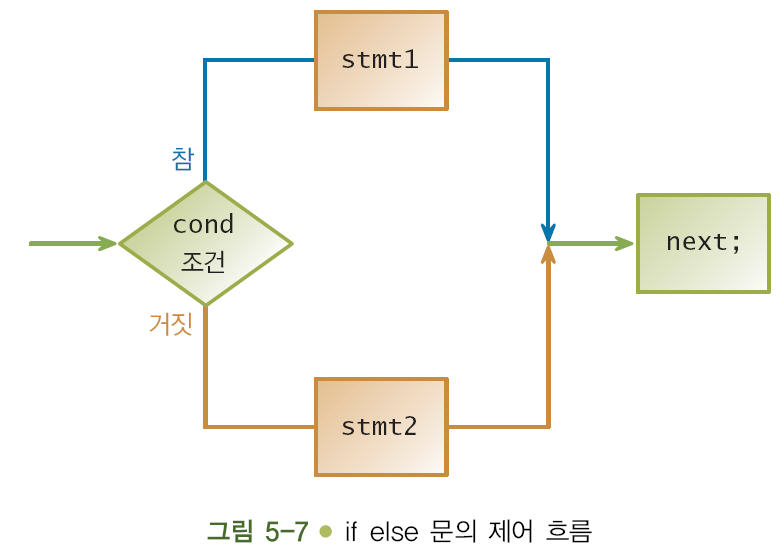 stmt1
참
cond
조건
next;
거짓
stmt2
그림 5-7 ● if else 문의 제어 흐름